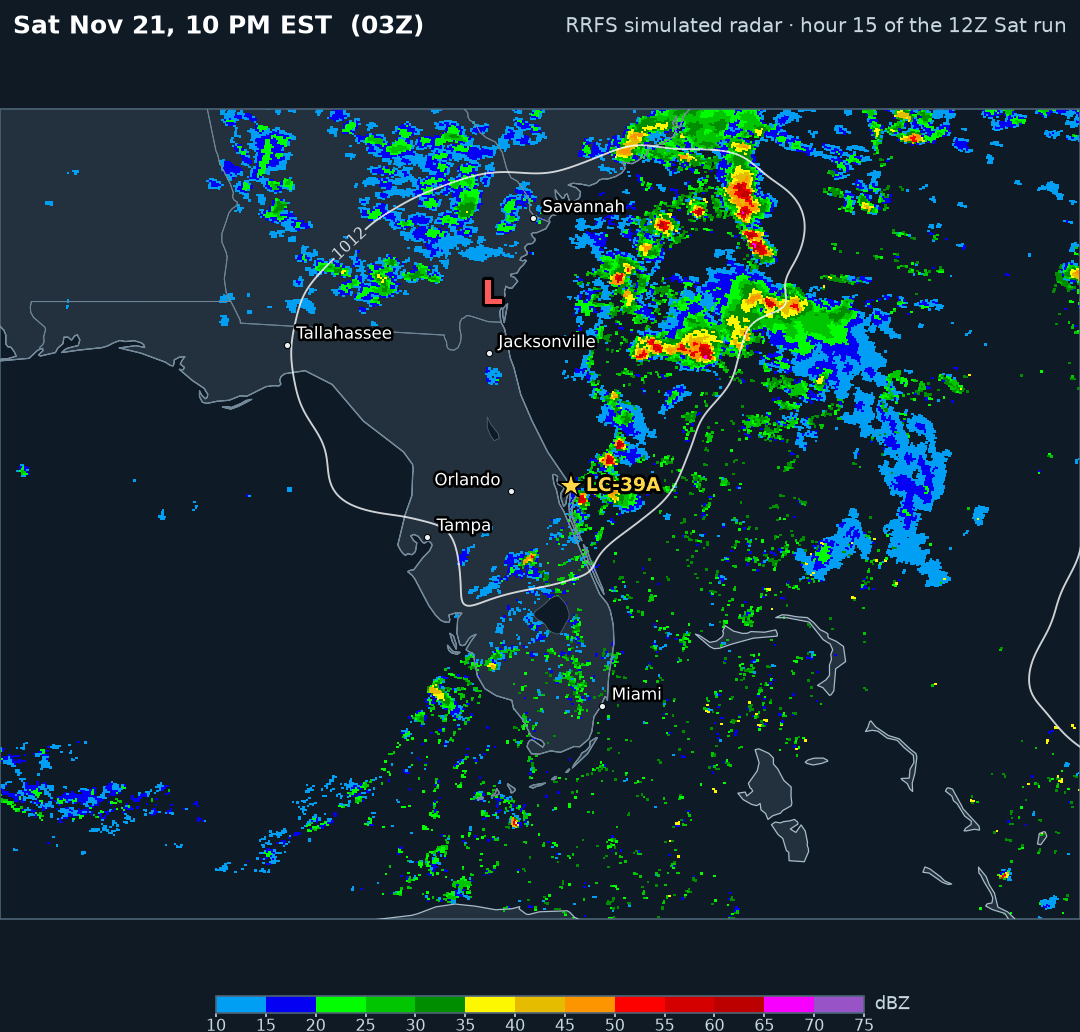 Sat Nov 21, 10 PM EST (03Z)
RRFS simulated radar · hour 15 of the 12Z Sat run
Savannah
1012
L
Tallahassee
Jacksonville
Orlando
LC-39A
Tampa
Miami
dBZ
10 15 20 25 30 35 40 45 50 55 60 65 70 75